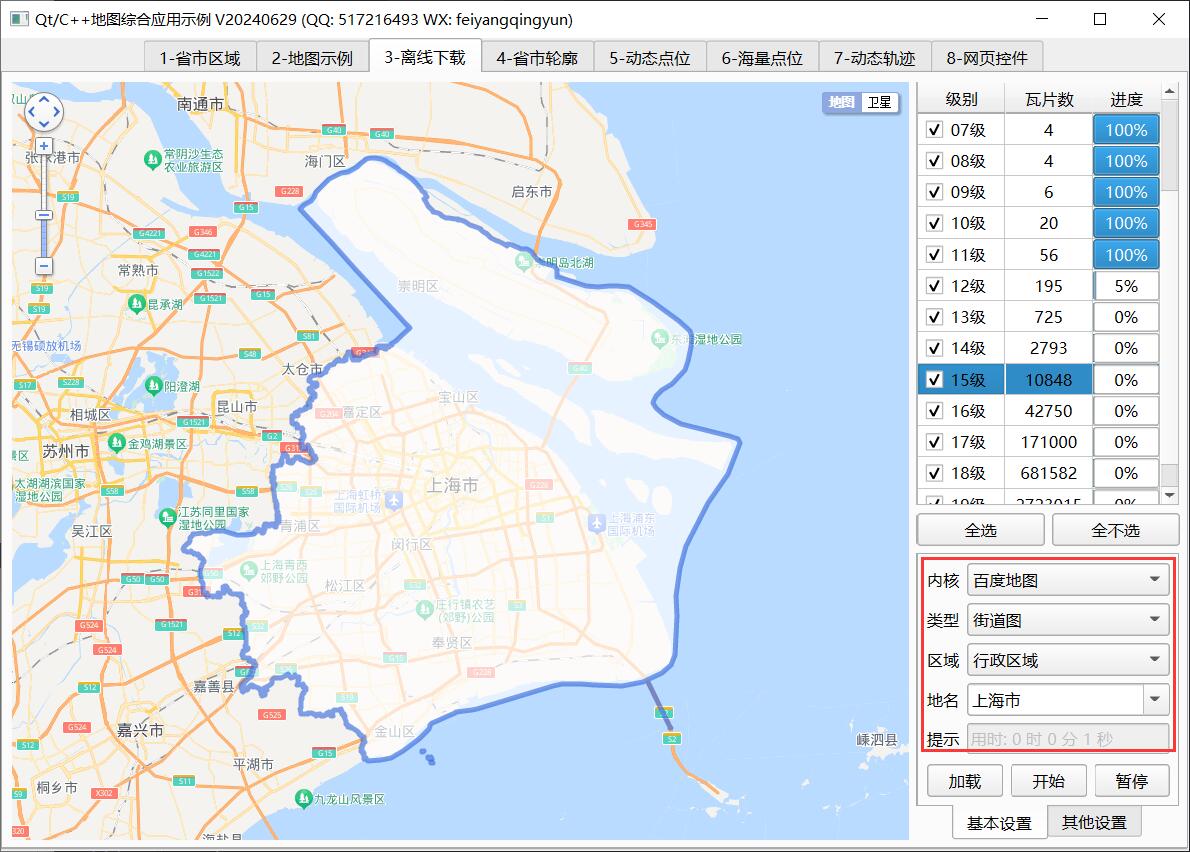 Qt/C++地图综合应用示例 V20240629 (QQ: 517216493 WX: feiyangqingyun)
1-省市区域 2-地图示例 3-离线下载 4-省市轮廓 5-动态点位 6-海量点位 7-动态轨迹 8-网页控件
地图 卫星
南通市
G40
G40
海门区
常阴沙生态
农业旅游区
启东市
S19
G228
G15
G345
G4221
G346
G4221
G1522
常熟市
崇明区
S19
G1521
G15
昆承湖
S19
S81
无锡硕放机场
S48
太仓市
G40
S17
S228
阳澄湖
宝山区
相城区
昆山市
G204
嘉定区
G1521
G2
苏州市
金鸡湖景区
太湖湖滨国家
湿地公园
S58
S58
上海市
G228
上海虹桥
国际机场
江苏同里国家
湿地公园
S1
上海浦东
国际机场
吴江区
青浦区
闵行区
G50
G50
上海青西
郊野公园
松江区
S32
庄行镇农艺
(郊野)公园
S3
G524
G1521
S12
奉贤区
G524
G15
G228
S12
嘉善县
G525
S19
G524
嘉兴市
金山区
S2
S12
G15
嵊泗县
平湖市
S11
桐乡市
S9
X302
九龙山风景区
320
海盐县
级别 瓦片数 进度
07级 4 100%
08级 4 100%
09级 6 100%
10级 20 100%
11级 56 100%
12级 195 5%
13级 725 0%
14级 2793 0%
15级 10848 0%
16级 42750 0%
17级 171000 0%
18级 681582 0%
19级 2723015 0%
全选 全不选
内核 百度地图
类型 街道图
区域 行政区域
地名 上海市
提示 用时: 0 时 0 分 1 秒
加载 开始 暂停
基本设置 其他设置